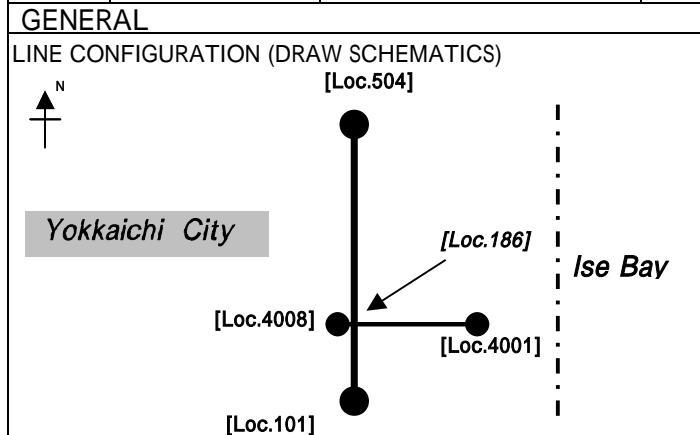 GENERAL
LINE CONFIGURATION (DRAW SCHEMATICS)
[Loc.504]
N
Yokkaichi City
[Loc.186]
Ise Bay
[Loc.4008]
[Loc.4001]
[Loc.101]